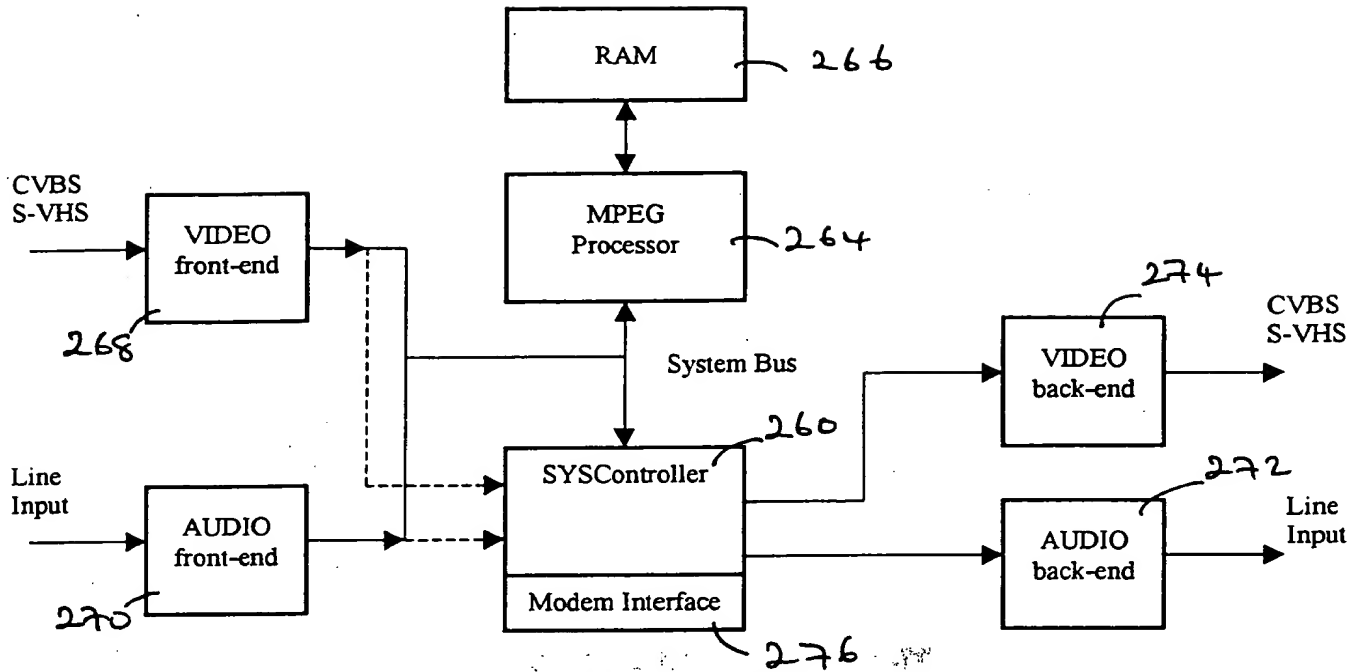 RAM
266
CVBS
S-VHS
VIDEO
front-end
268
MPEG
Processor
264
274
CVBS
S-VHS
VIDEO
back-end
System Bus
260
SYSController
Line
Input
AUDIO
front-end
270
272
Line
Input
AUDIO
back-end
Modem Interface
276